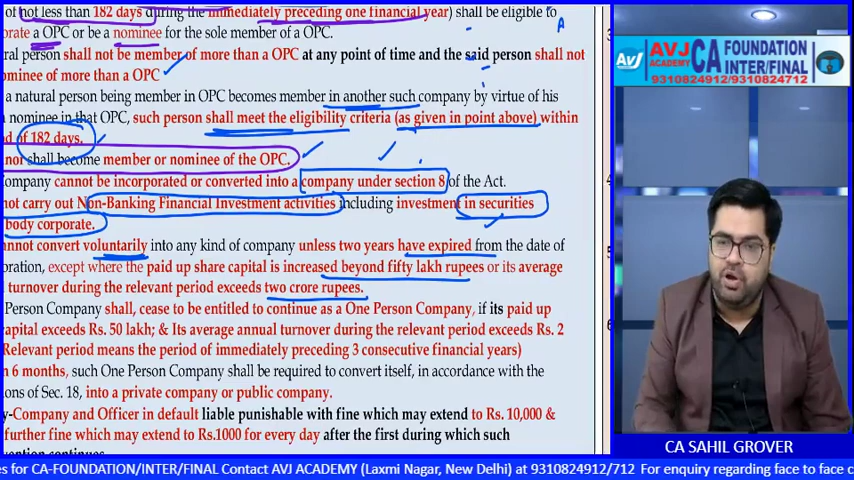 of not less than 182 days during the immediately preceding one financial year) shall be eligible to
orate a OPC or be a nominee for the sole member of a OPC.
ral person shall not be member of more than a OPC at any point of time and the said person shall not
ominee of more than a OPC
a natural person being member in OPC becomes member in another such company by virtue of his
nominee in that OPC, such person shall meet the eligibility criteria (as given in point above) within
d of 182 days.
nor shall become member or nominee of the OPC.
ompany cannot be incorporated or converted into a company under section 8 of the Act.
not carry out Non-Banking Financial Investment activities including investment in securities
body corporate.
annot convert voluntarily into any kind of company unless two years have expired from the date of
oration, except where the paid up share capital is increased beyond fifty lakh rupees or its average
turnover during the relevant period exceeds two crore rupees.
Person Company shall, cease to be entitled to continue as a One Person Company, if its paid up
capital exceeds Rs. 50 lakh; & Its average annual turnover during the relevant period exceeds Rs. 2
Relevant period means the period of immediately preceding 3 consecutive financial years)
n 6 months, such One Person Company shall be required to convert itself, in accordance with the
ons of Sec. 18, into a private company or public company.
y-Company and Officer in default liable punishable with fine which may extend to Rs. 10,000 &
further fine which may extend to Rs.1000 for every day after the first during which such
A
4
5
6
AVJ
AVJ ACADEMY
CA FOUNDATION INTER/FINAL
9310824912/9310824712
CA SAHIL GROVER
es for CA-FOUNDATION/INTER/FINAL Contact AVJ ACADEMY (Laxmi Nagar, New Delhi) at 9310824912/712 For enquiry regarding face to face c